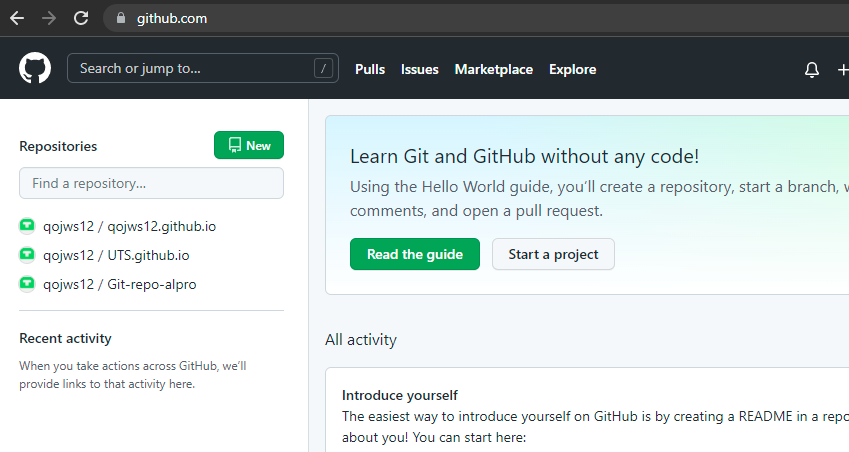 github.com
Search or jump to... /
Pulls Issues Marketplace Explore
Repositories
New
Find a repository...
qojws12 / qojws12.github.io
qojws12 / UTS.github.io
qojws12 / Git-repo-alpro
Recent activity
When you take actions across GitHub, we'll
provide links to that activity here.
Learn Git and GitHub without any code!
Using the Hello World guide, you'll create a repository, start a branch,
comments, and open a pull request.
Read the guide
Start a project
All activity
Introduce yourself
The easiest way to introduce yourself on GitHub is by creating a README in a repo
about you! You can start here: